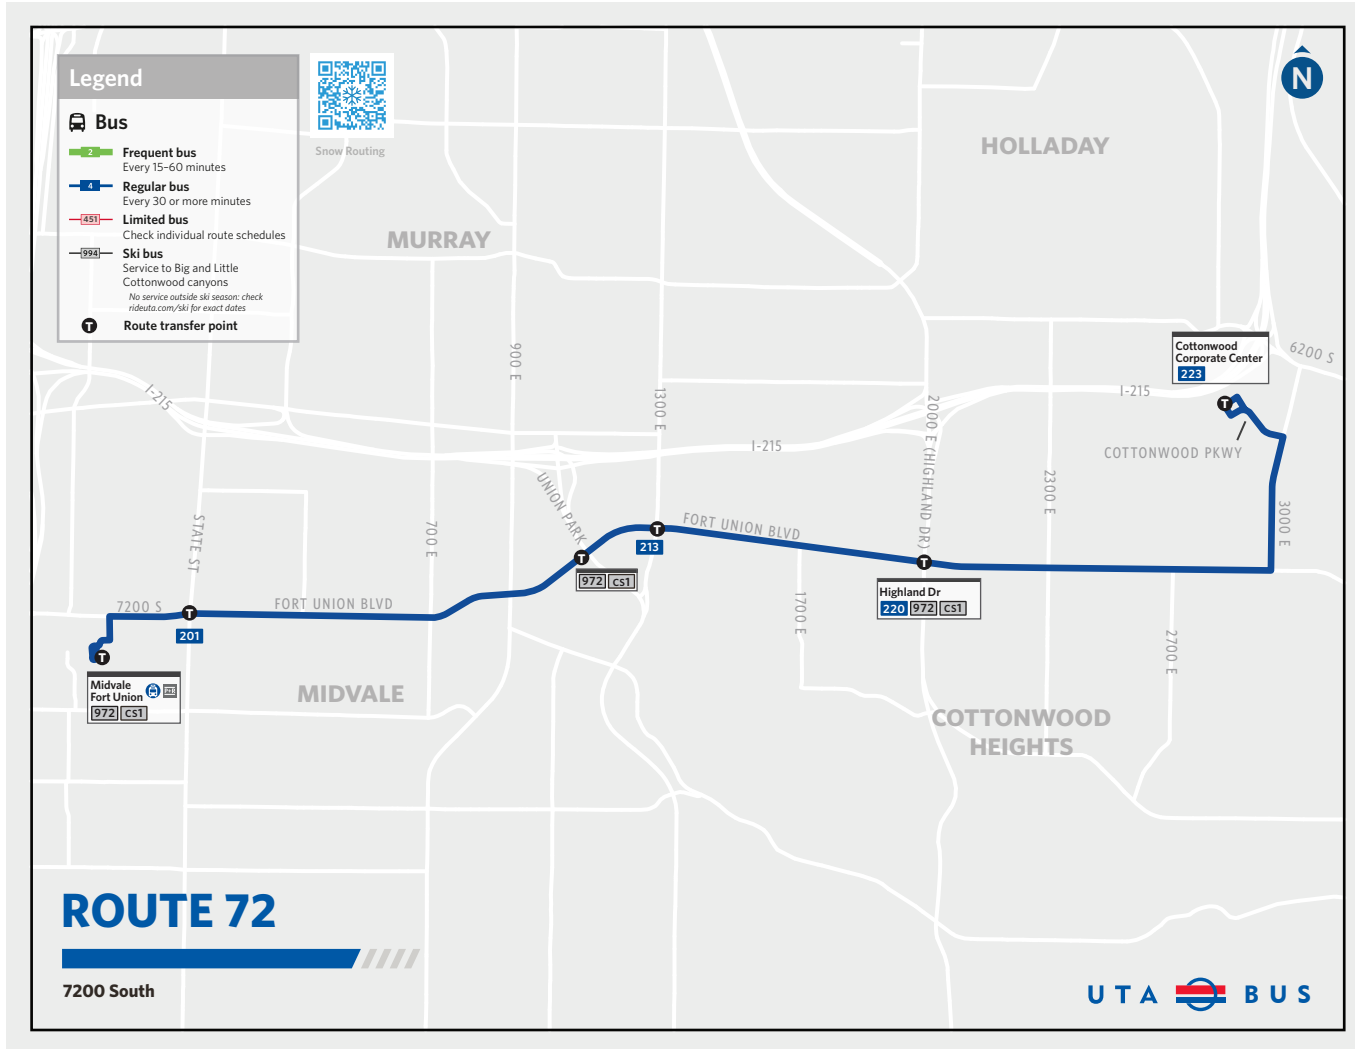 Legend
Bus
2
Frequent bus
Every 15–60 minutes
4
Regular bus
Every 30 or more minutes
451
Limited bus
Check individual route schedules
994
Ski bus
Service to Big and Little
Cottonwood canyons
No service outside ski season: check
rideuta.com/ski for exact dates
T
Route transfer point
Snow Routing
N
HOLLADAY
MURRAY
I-215
900 E
1300 E
I-215
2000 E (HIGHLAND DR)
I-215
Cottonwood
Corporate Center
223
T
6200 S
COTTONWOOD PKWY
2300 E
3000 E
STATE ST
700 E
UNION PARK
T
213
FORT UNION BLVD
T
972 CS1
T
Highland Dr
220 972 CS1
1700 E
2700 E
7200 S
T
201
FORT UNION BLVD
T
Midvale
Fort Union
972 CS1
MIDVALE
COTTONWOOD
HEIGHTS
ROUTE 72
7200 South
UTA BUS